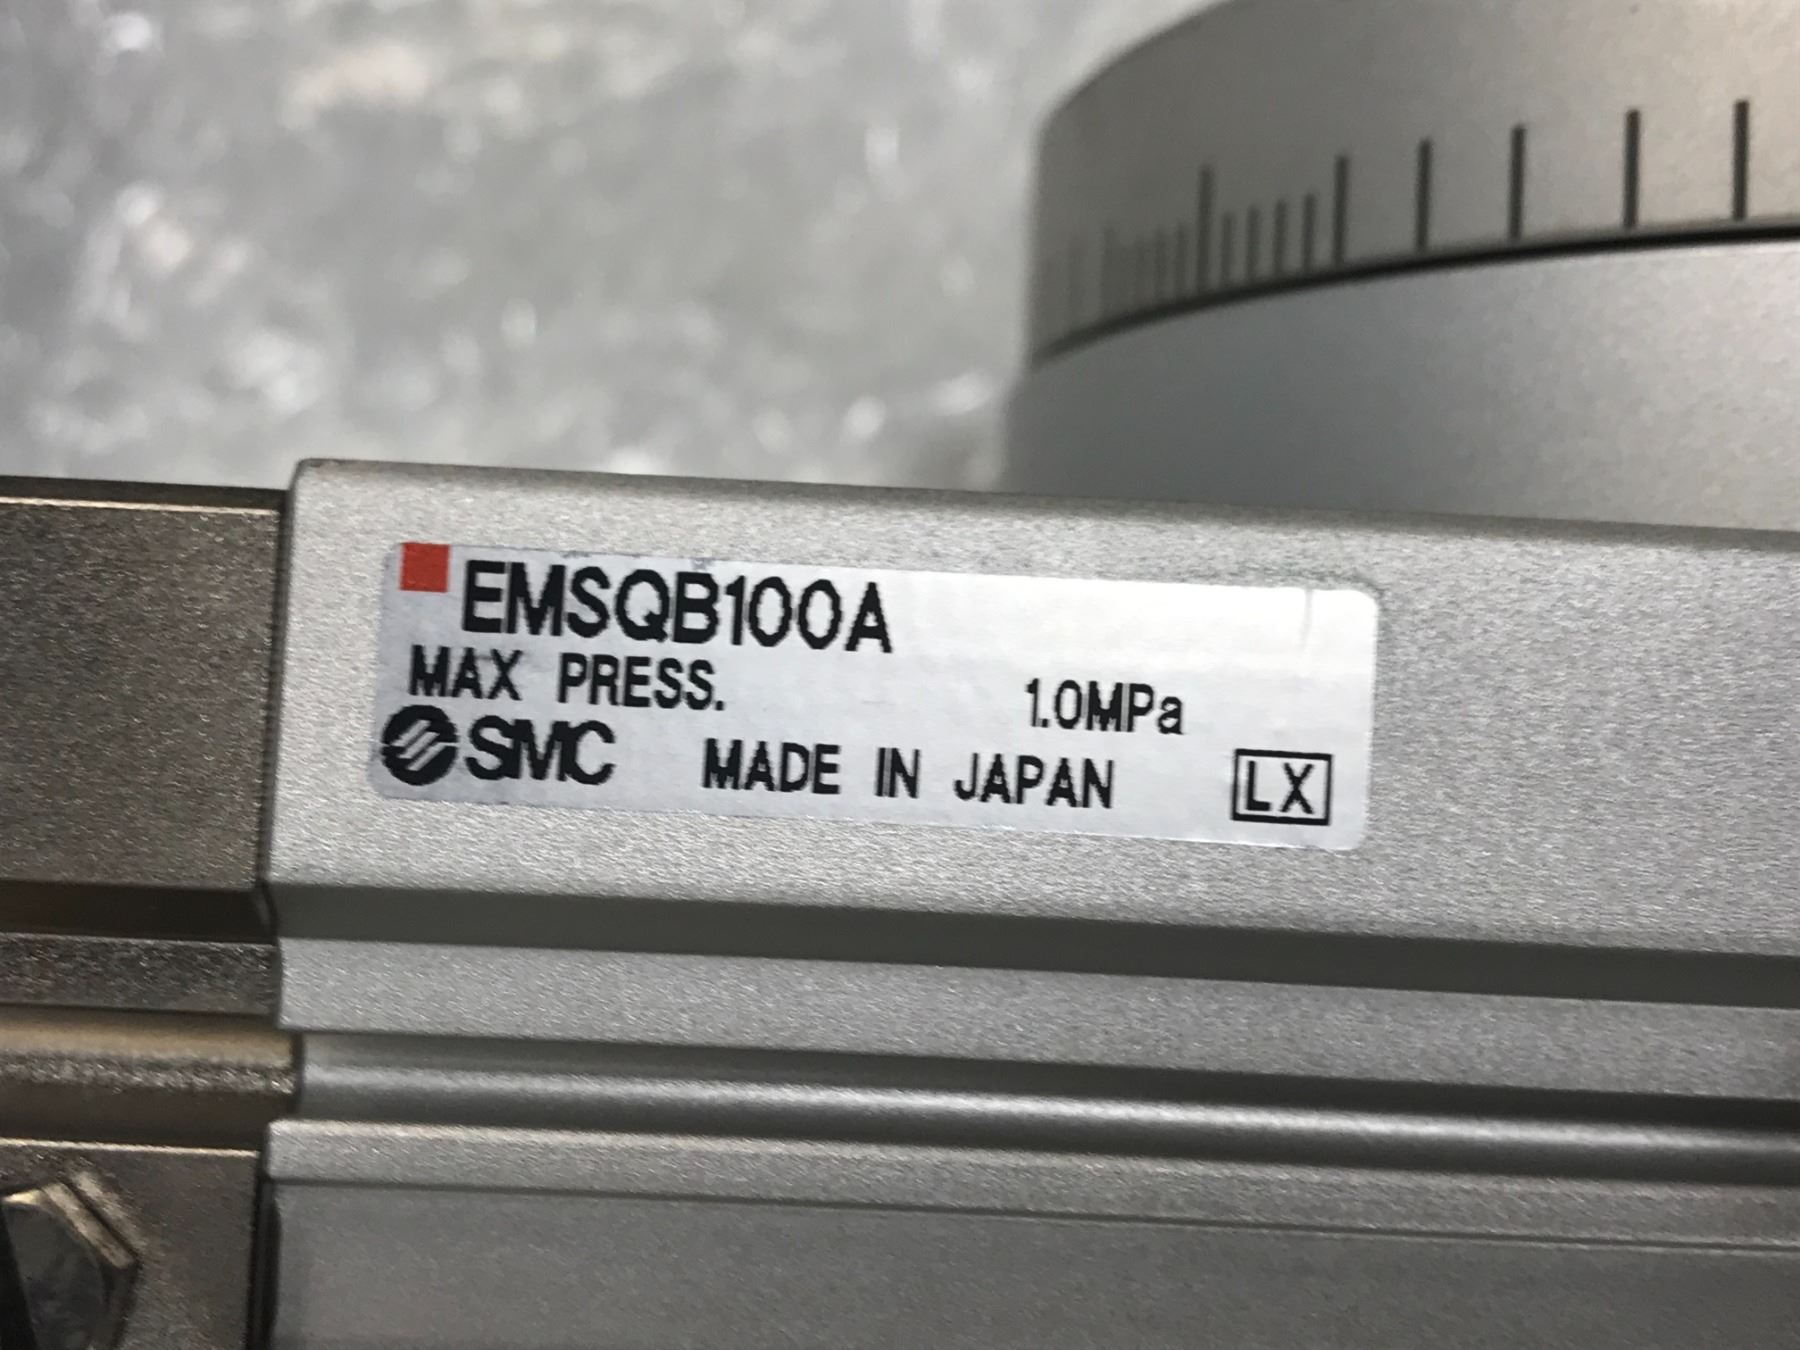 EMSQB100A
MAX PRESS. 1.0MPa
SMC MADE IN JAPAN LX